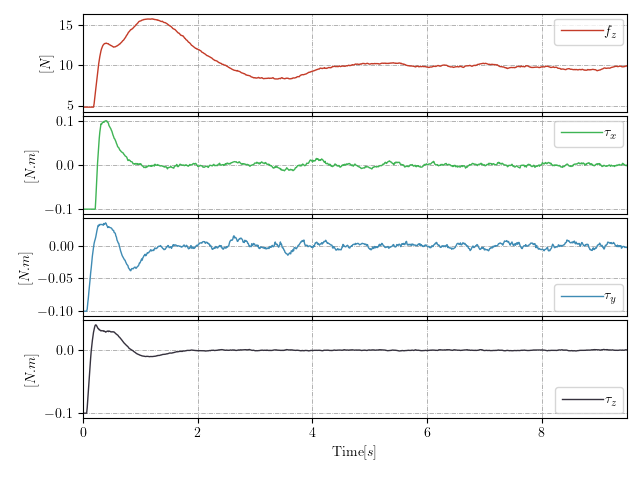 15
10
5
[N]
f_z
0.1
0.0
−0.1
[N.m]
τ_x
0.00
−0.05
−0.10
[N.m]
τ_y
0.0
−0.1
[N.m]
τ_z
0 2 4 6 8
Time[s]